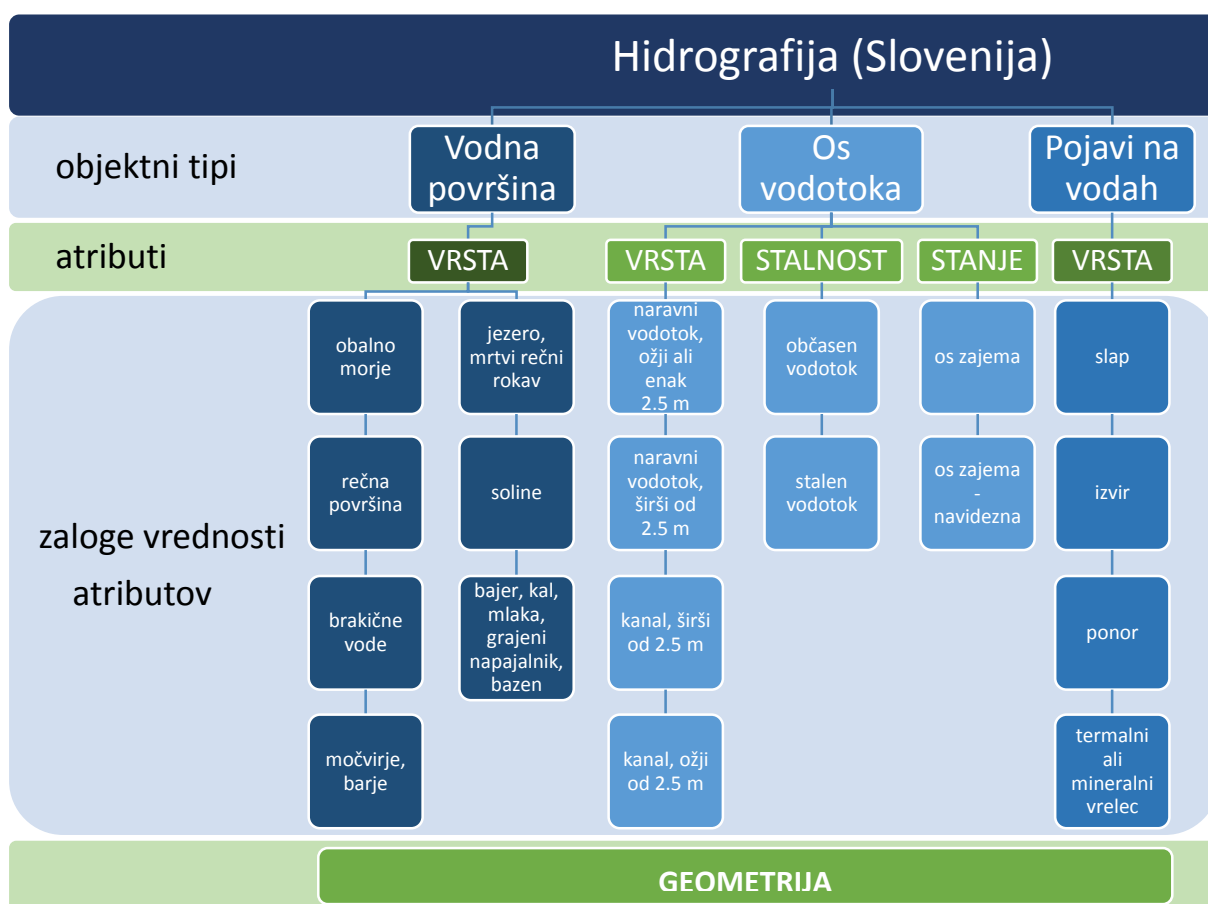 Hidrografija (Slovenija)
objektni tipi
Vodna
površina
Os
vodotoka
Pojavi na
vodah
atributi
VRSTA
VRSTA
STALNOST
STANJE
VRSTA
zaloge vrednosti
atributov
obalno
morje
rečna
površina
brakične
vode
močvirje,
barje
jezero,
mrtvi rečni
rokav
soline
bajer, kal,
mlaka,
grajeni
napajalnik,
bazen
naravni
vodotok,
ožji ali
enak
2.5 m
naravni
vodotok,
širši od
2.5 m
kanal, širši
od 2.5 m
kanal, ožji
od 2.5 m
občasen
vodotok
stalen
vodotok
os zajema
os zajema
-
navidezna
slap
izvir
ponor
termalni
ali
mineralni
vrelec
GEOMETRIJA